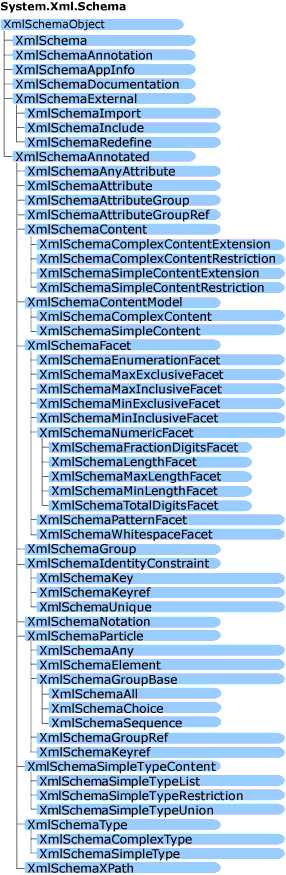 System.Xml.Schema
XmlSchemaObject
XmlSchema
XmlSchemaAnnotation
XmlSchemaAppInfo
XmlSchemaDocumentation
XmlSchemaExternal
XmlSchemaImport
XmlSchemaInclude
XmlSchemaRedefine
XmlSchemaAnnotated
XmlSchemaAnyAttribute
XmlSchemaAttribute
XmlSchemaAttributeGroup
XmlSchemaAttributeGroupRef
XmlSchemaContent
XmlSchemaComplexContentExtension
XmlSchemaComplexContentRestriction
XmlSchemaSimpleContentExtension
XmlSchemaSimpleContentRestriction
XmlSchemaContentModel
XmlSchemaComplexContent
XmlSchemaSimpleContent
XmlSchemaFacet
XmlSchemaEnumerationFacet
XmlSchemaMaxExclusiveFacet
XmlSchemaMaxInclusiveFacet
XmlSchemaMinExclusiveFacet
XmlSchemaMinInclusiveFacet
XmlSchemaNumericFacet
XmlSchemaFractionDigitsFacet
XmlSchemaLengthFacet
XmlSchemaMaxLengthFacet
XmlSchemaMinLengthFacet
XmlSchemaTotalDigitsFacet
XmlSchemaPatternFacet
XmlSchemaWhitespaceFacet
XmlSchemaGroup
XmlSchemaIdentityConstraint
XmlSchemaKey
XmlSchemaKeyref
XmlSchemaUnique
XmlSchemaNotation
XmlSchemaParticle
XmlSchemaAny
XmlSchemaElement
XmlSchemaGroupBase
XmlSchemaAll
XmlSchemaChoice
XmlSchemaSequence
XmlSchemaGroupRef
XmlSchemaKeyref
XmlSchemaSimpleTypeContent
XmlSchemaSimpleTypeList
XmlSchemaSimpleTypeRestriction
XmlSchemaSimpleTypeUnion
XmlSchemaType
XmlSchemaComplexType
XmlSchemaSimpleType
XmlSchemaXPath